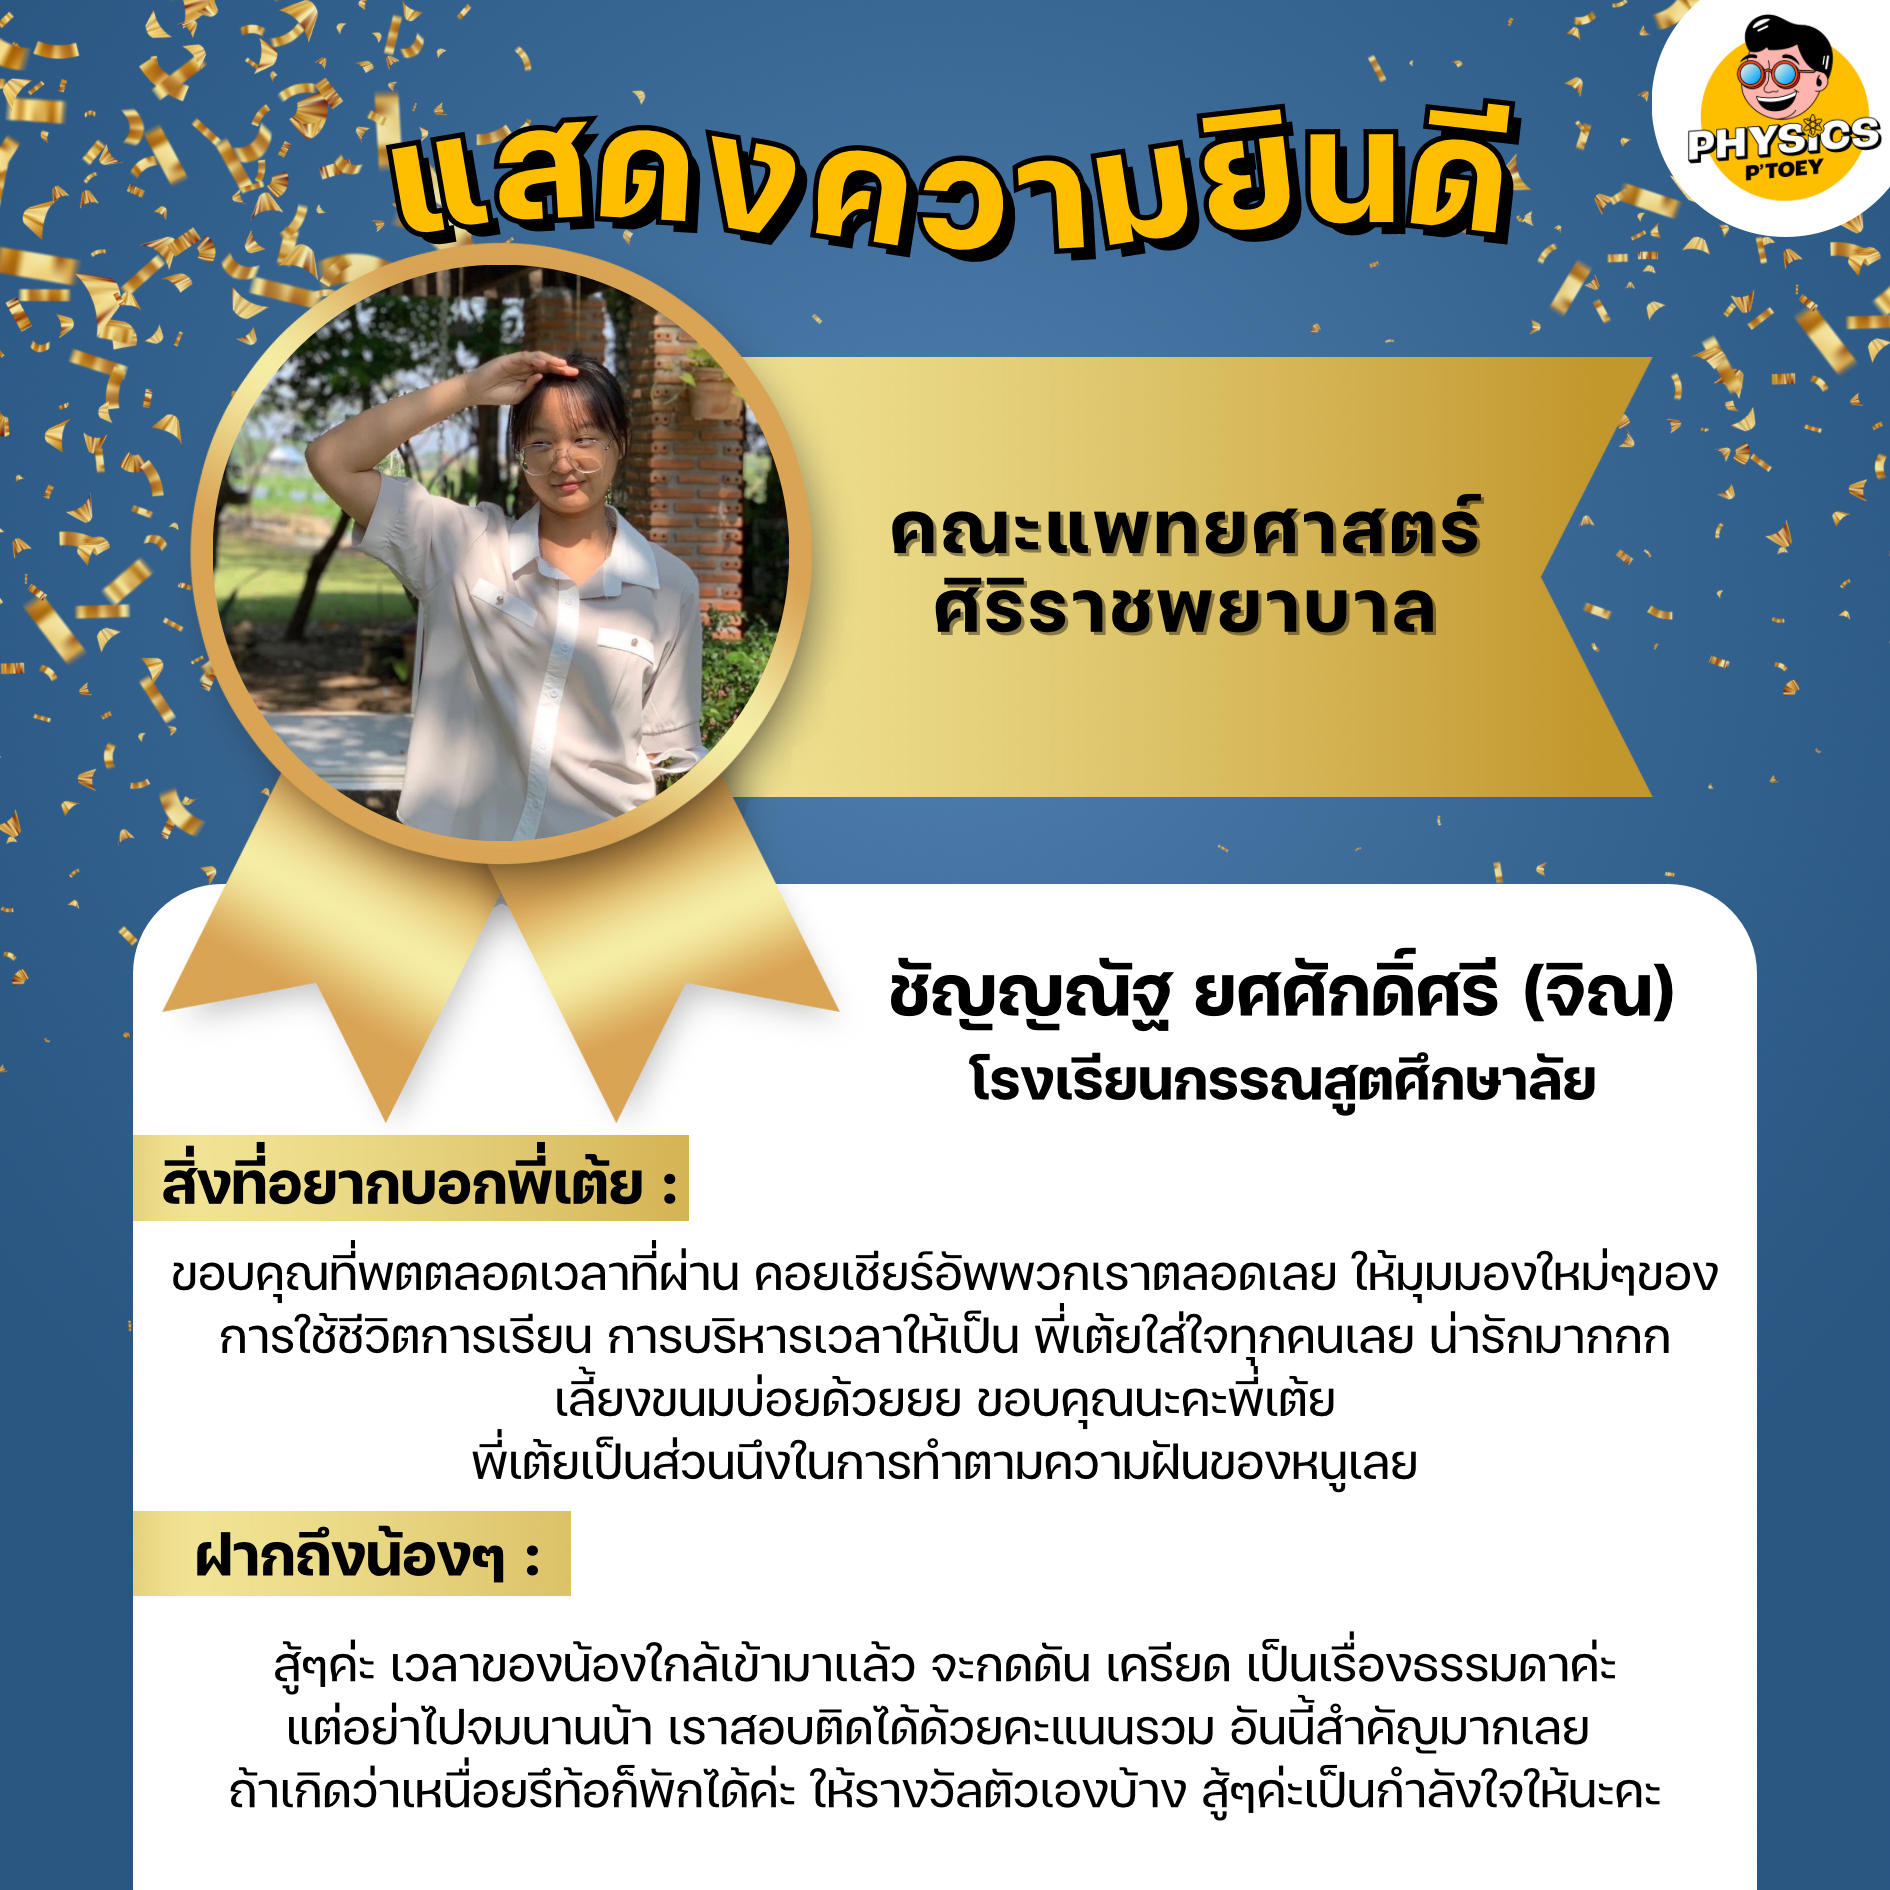 แสดงความยินดี
PHYSICS
P'TOEY
คณะแพทยศาสตร์
ศิริราชพยาบาล
ชัญญณัฐ ยศศักดิ์ศรี (จิณ)
โรงเรียนกรรณสูตศึกษาลัย
สิ่งที่อยากบอกพี่เต้ย :
ขอบคุณที่พตตลอดเวลาที่ผ่าน คอยเชียร์อัพพวกเราตลอดเลย ให้มุมมองใหม่ๆของ
การใช้ชีวิตการเรียน การบริหารเวลาให้เป็น พี่เต้ยใส่ใจทุกคนเลย น่ารักมากกก
เลี้ยงขนมบ่อยด้วยยย ขอบคุณนะคะพี่เต้ย
พี่เต้ยเป็นส่วนนึงในการทำตามความฝันของหนูเลย
ฝากถึงน้องๆ :
สู้ๆค่ะ เวลาของน้องใกล้เข้ามาแล้ว จะกดดัน เครียด เป็นเรื่องธรรมดาค่ะ
แต่อย่าไปจมนานน้า เราสอบติดได้ด้วยคะแนนรวม อันนี้สำคัญมากเลย
ถ้าเกิดว่าเหนื่อยรึท้อก็พักได้ค่ะ ให้รางวัลตัวเองบ้าง สู้ๆค่ะเป็นกำลังใจให้นะคะ